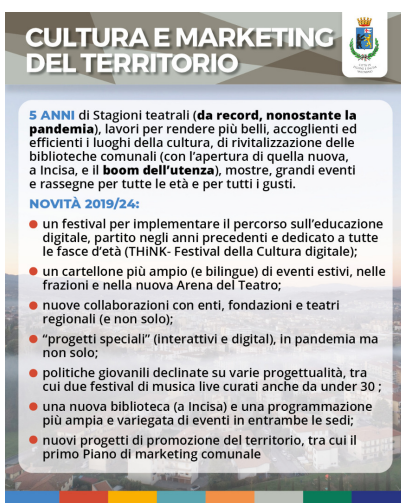 CULTURA E MARKETING
DEL TERRITORIO
5 ANNI di Stagioni teatrali (da record, nonostante la
pandemia), lavori per rendere più belli, accoglienti ed
efficienti i luoghi della cultura, di rivitalizzazione delle
biblioteche comunali (con l'apertura di quella nuova,
a Incisa, e il boom dell'utenza), mostre, grandi eventi
e rassegne per tutte le età e per tutti i gusti.
NOVITÀ 2019/24:
● un festival per implementare il percorso sull'educazione
digitale, partito negli anni precedenti e dedicato a tutte
le fasce d'età (THiNK- Festival della Cultura digitale);
● un cartellone più ampio (e bilingue) di eventi estivi, nelle
frazioni e nella nuova Arena del Teatro;
● nuove collaborazioni con enti, fondazioni e teatri
regionali (e non solo);
● “progetti speciali” (interattivi e digital), in pandemia ma
non solo;
● politiche giovanili declinate su varie progettualità, tra
cui due festival di musica live curati anche da under 30 ;
● una nuova biblioteca (a Incisa) e una programmazione
più ampia e variegata di eventi in entrambe le sedi;
● nuovi progetti di promozione del territorio, tra cui il
primo Piano di marketing comunale